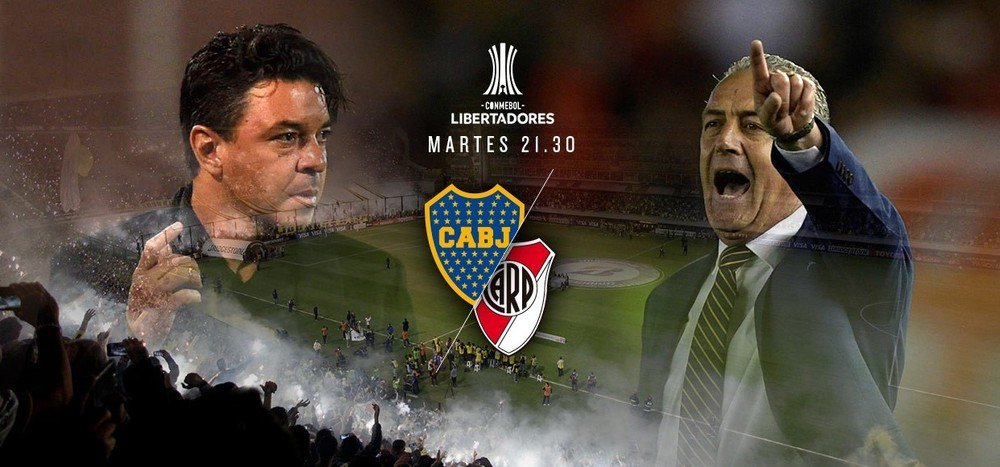 CONMEBOL
LIBERTADORES
MARTES 21.30
CABJ
CARP